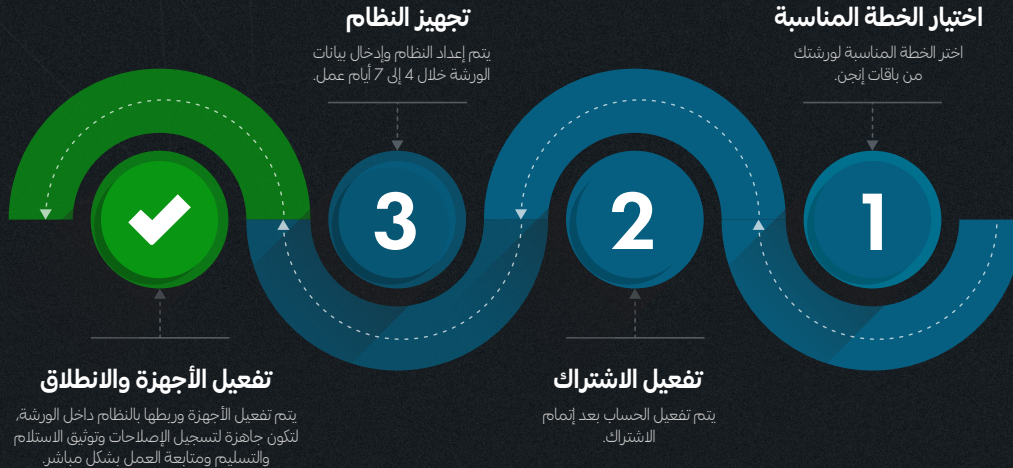 اختيار الخطة المناسبة
اختر الخطة المناسبة لورشتك
من باقات إنجن.
1
2
تفعيل الاشتراك
يتم تفعيل الحساب بعد إتمام
الاشتراك.
تجهيز النظام
يتم إعداد النظام وإدخال بيانات
الورشة خلال 4 إلى 7 أيام عمل.
3
تفعيل الأجهزة والانطلاق
يتم تفعيل الأجهزة وربطها بالنظام داخل الورشة،
لتكون جاهزة لتسجيل الإصلاحات وتوثيق الاستلام
والتسليم ومتابعة العمل بشكل مباشر.